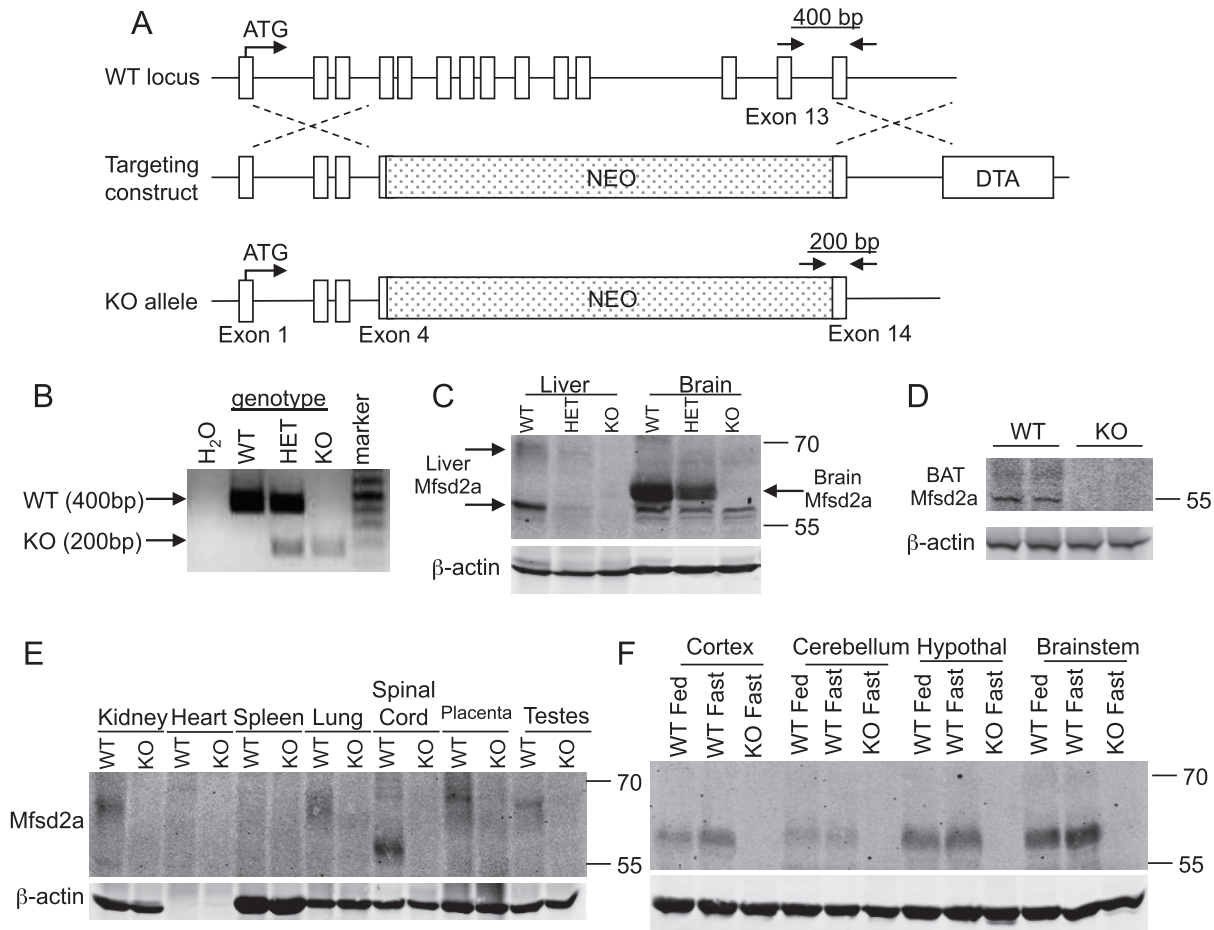 A
ATG
400 bp
WT locus
Exon 13
Targeting
construct
NEO
DTA
ATG
200 bp
KO allele
NEO
Exon 1
Exon 4
Exon 14
B
genotype
H₂O
WT
HET
KO
marker
WT (400bp)
KO (200bp)
C
Liver
Brain
WT
HET
KO
WT
HET
KO
70
Liver
Mfsd2a
Brain
Mfsd2a
55
β-actin
D
WT
KO
BAT
Mfsd2a
55
β-actin
E
Kidney
Heart
Spleen
Lung
Spinal
Cord
Placenta
Testes
WT
KO
WT
KO
WT
KO
WT
KO
WT
KO
WT
KO
WT
KO
70
Mfsd2a
55
β-actin
F
Cortex
Cerebellum
Hypothal
Brainstem
WT Fed
WT Fast
KO Fast
WT Fed
WT Fast
KO Fast
WT Fed
WT Fast
KO Fast
WT Fed
WT Fast
KO Fast
70
55